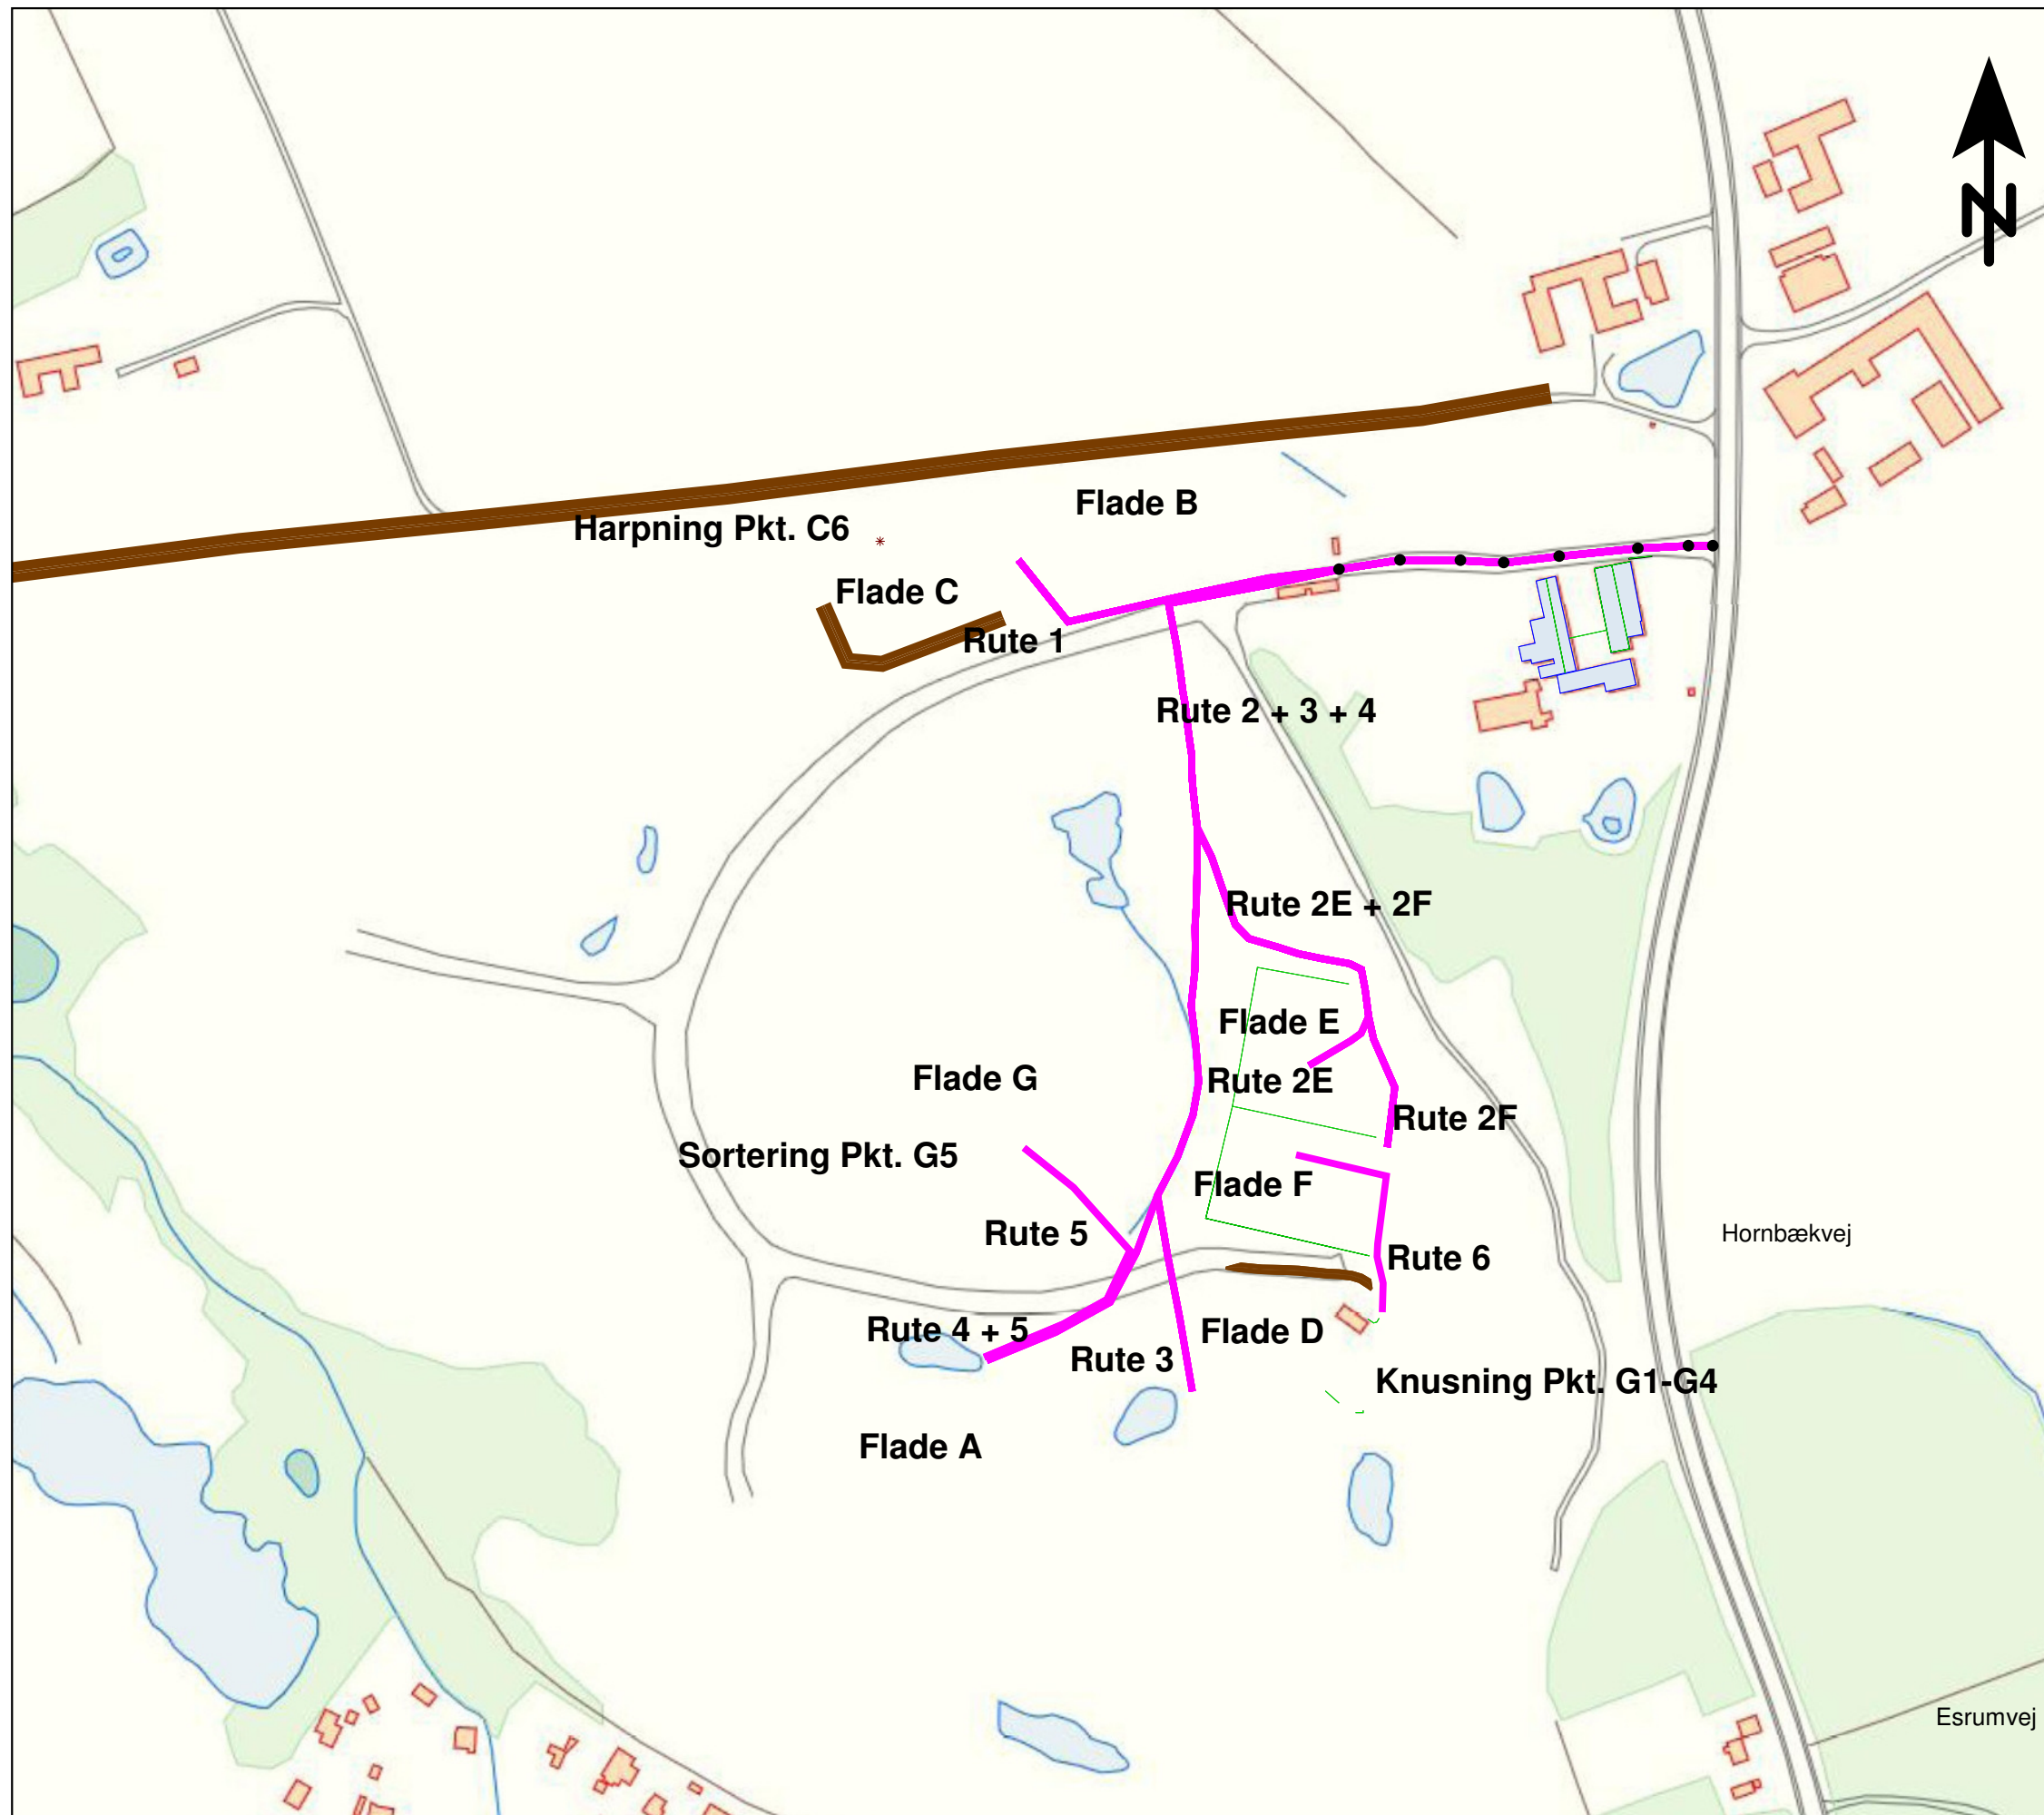 N
Flade B
Harpning Pkt. C6
Flade C
Rute 1
Rute 2 + 3 + 4
Rute 2E + 2F
Flade E
Flade G
Rute 2E
Rute 2F
Sortering Pkt. G5
Flade F
Rute 5
Hornbækvej
Rute 6
Rute 4 + 5
Flade D
Rute 3
Knusning Pkt. G1-G4
Flade A
Esrumvej